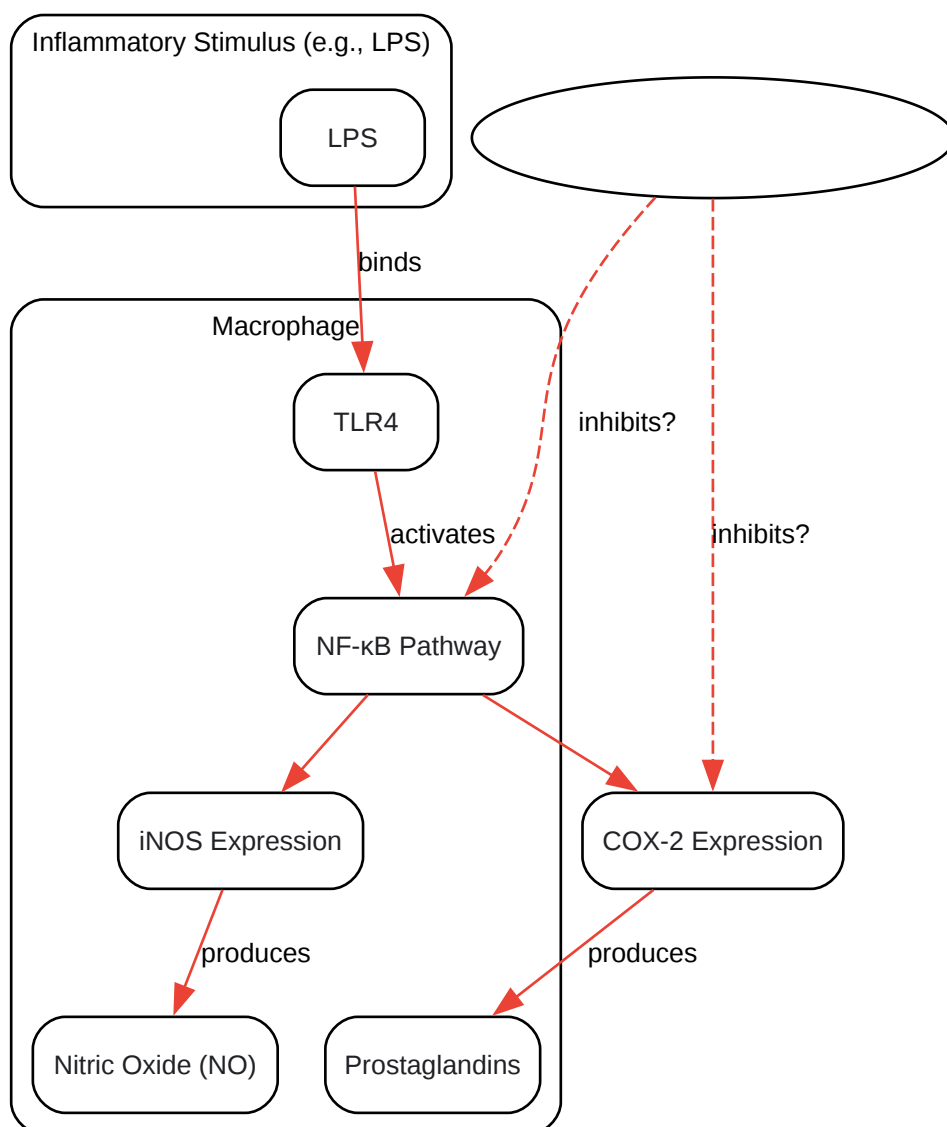 Inflammatory Stimulus (e.g., LPS)
LPS
binds
Macrophage
TLR4
inhibits?
activates
inhibits?
NF-κB Pathway
iNOS Expression
COX-2 Expression
produces
produces
Nitric Oxide (NO)
Prostaglandins